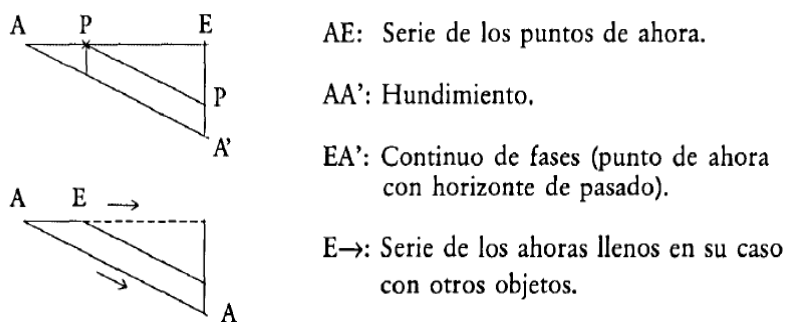 A P E
P
A'
A E →
A
AE: Serie de los puntos de ahora.
AA': Hundimiento.
EA': Continuo de fases (punto de ahora
con horizonte de pasado).
E→: Serie de los ahoras llenos en su caso
con otros objetos.